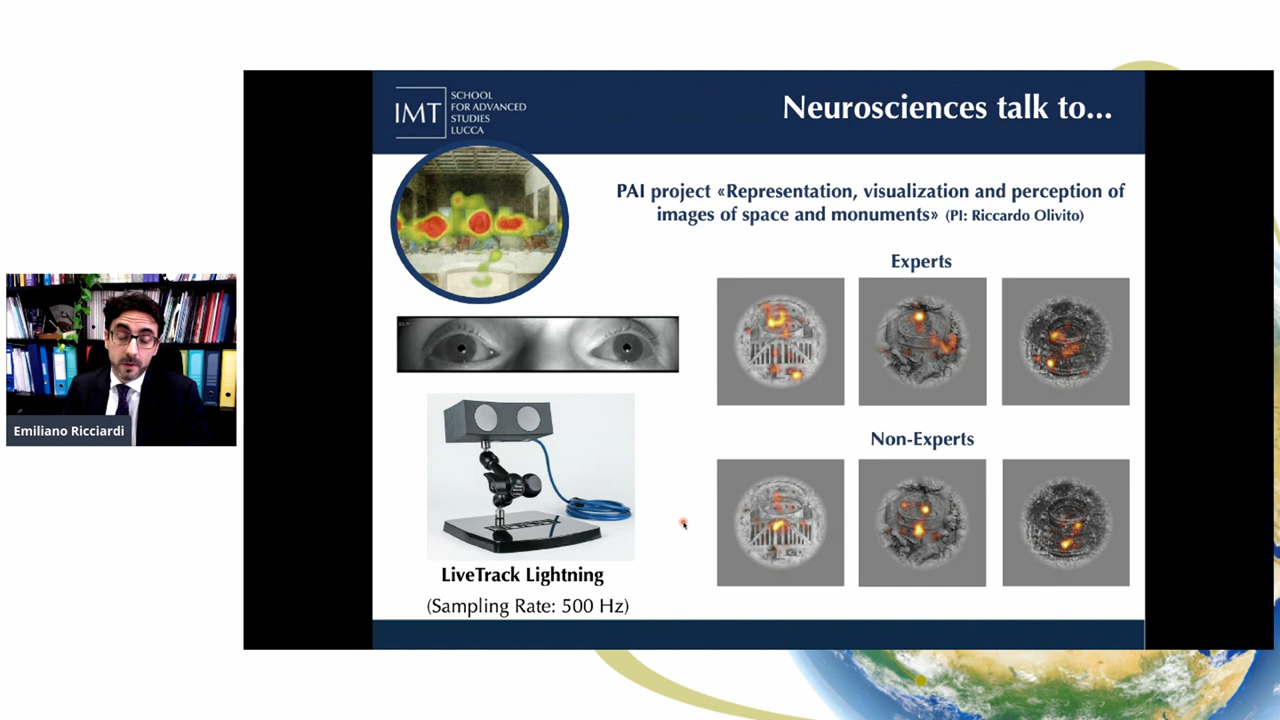 IMT
SCHOOL
FOR ADVANCED
STUDIES
LUCCA
Neurosciences talk to...
PAI project «Representation, visualization and perception of
images of space and monuments» (PI: Riccardo Olivito)
Experts
Non-Experts
LiveTrack Lightning
(Sampling Rate: 500 Hz)
Emiliano Ricciardi